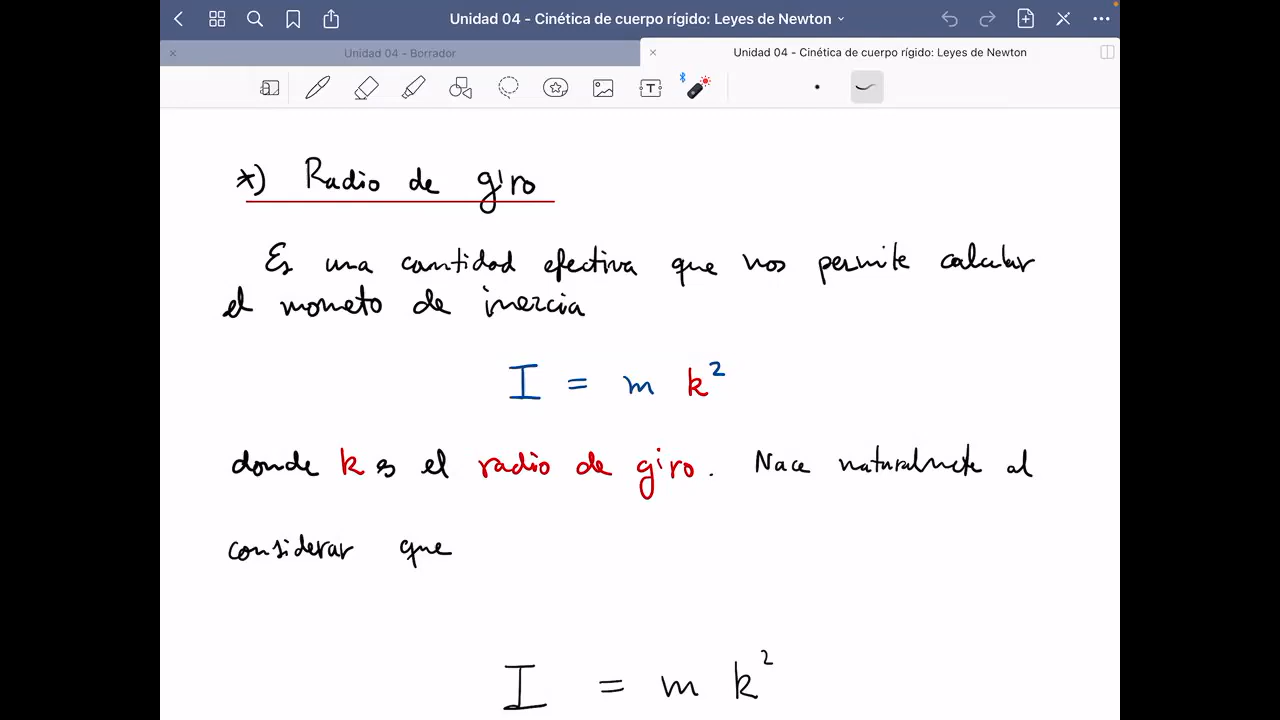 Unidad 04 - Cinética de cuerpo rígido: Leyes de Newton
Unidad 04 - Borrador
Unidad 04 - Cinética de cuerpo rígido: Leyes de Newton
*) Radio de giro
Es una cantidad efectiva que nos permite calcular
el mometo de inercia
I = m k²
donde k es el radio de giro. Nace naturalmete al
considerar que
I = m k²